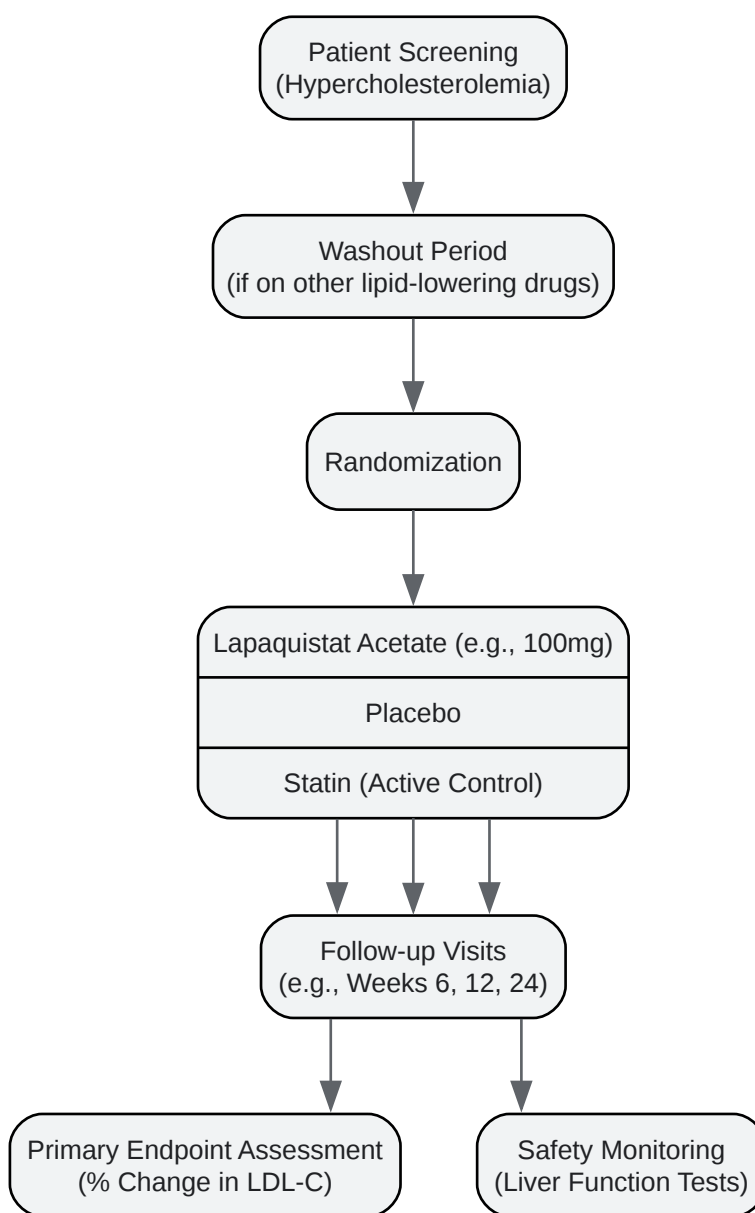 Patient Screening
(Hypercholesterolemia)
Washout Period
(if on other lipid-lowering drugs)
Randomization
Lapaquistat Acetate (e.g., 100mg)
Placebo
Statin (Active Control)
Follow-up Visits
(e.g., Weeks 6, 12, 24)
Primary Endpoint Assessment
(% Change in LDL-C)
Safety Monitoring
(Liver Function Tests)